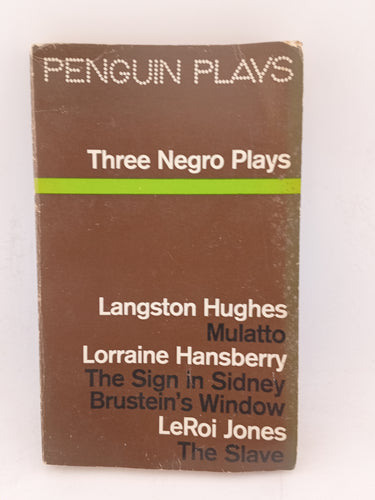 PENGUIN PLAYS
Three Negro Plays
Langston Hughes
Mulatto
Lorraine Hansberry
The Sign in Sidney
Brustein's Window
LeRoi Jones
The Slave